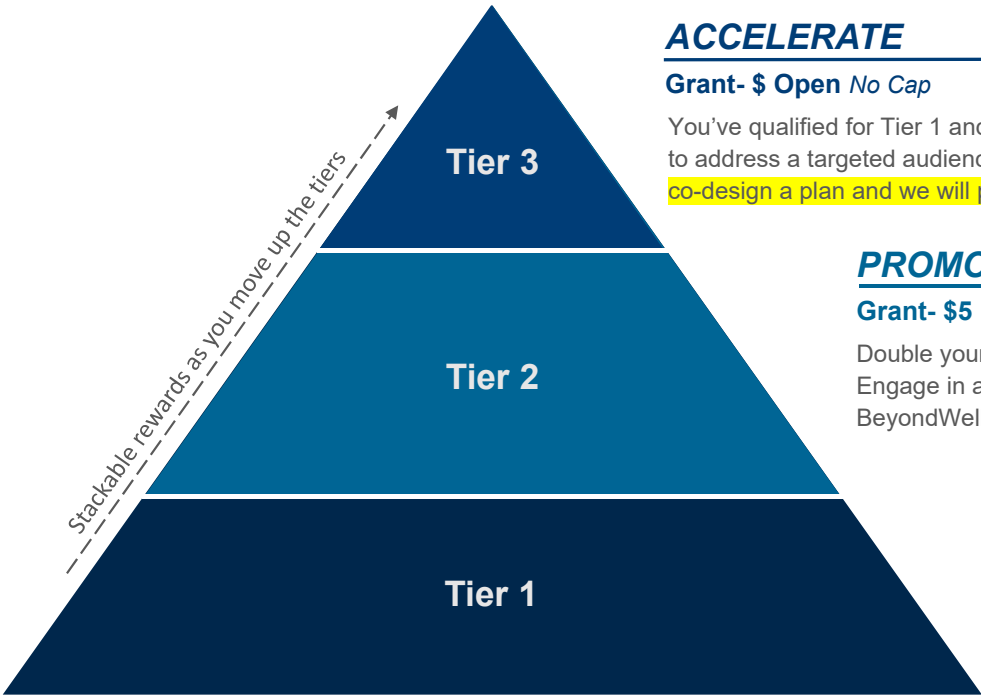 ACCELERATE
Grant- $ Open No Cap
You’ve qualified for Tier 1 and
to address a targeted audienc
co-design a plan and we will p
Tier 3
Stackable rewards as you move up the tiers
PROMO
Grant- $5
Double your
Engage in a
BeyondWel
Tier 2
Tier 1